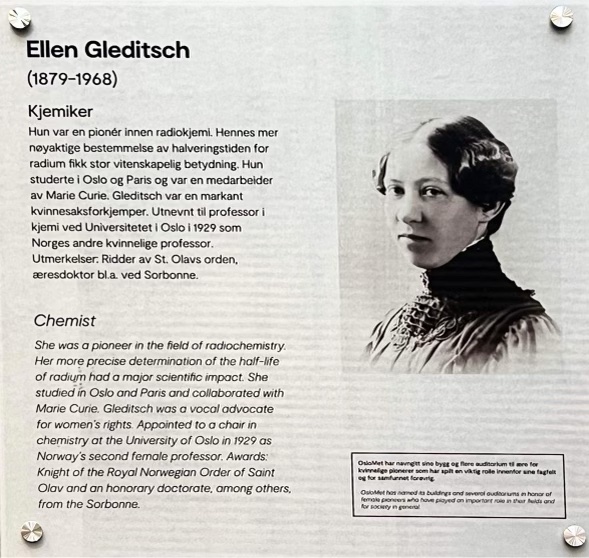 Ellen Gleditsch
(1879–1968)
Kjemiker
Hun var en pionér innen radiokjemi. Hennes mer
nøyaktige bestemmelse av halveringstiden for
radium fikk stor vitenskapelig betydning. Hun
studerte i Oslo og Paris og var en medarbeider
av Marie Curie. Gleditsch var en markant
kvinnesaksforkjemper. Utnevnt til professor i
kjemi ved Universitetet i Oslo i 1929 som
Norges andre kvinnelige professor.
Utmerkelser: Ridder av St. Olavs orden,
æresdoktor bl.a. ved Sorbonne.
Chemist
She was a pioneer in the field of radiochemistry.
Her more precise determination of the half-life
of radium had a major scientific impact. She
studied in Oslo and Paris and collaborated with
Marie Curie. Gleditsch was a vocal advocate
for women's rights. Appointed to a chair in
chemistry at the University of Oslo in 1929 as
Norway's second female professor. Awards:
Knight of the Royal Norwegian Order of Saint
Olav and an honorary doctorate, among others,
from the Sorbonne.
OsloMet har navngitt sine bygg og flere auditorium til ære for
kvinnelige pionerer som har spilt en viktig rolle innenfor sine fagfelt
og for samfunnet forøvrig.
OsloMet has named its buildings and several auditoriums in honor of
female pioneers who have played an important role in their fields and
for society in general.